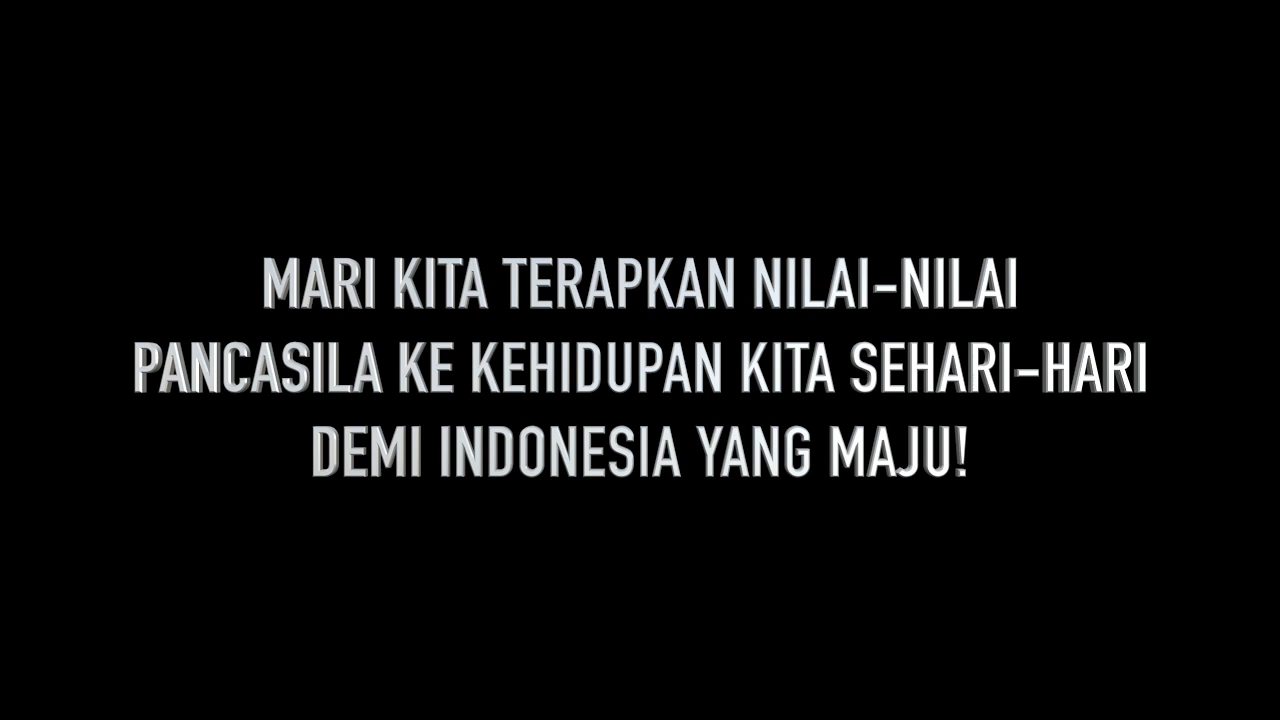 MARI KITA TERAPKAN NILAI-NILAI
PANCASILA KE KEHIDUPAN KITA SEHARI-HARI
DEMI INDONESIA YANG MAJU!